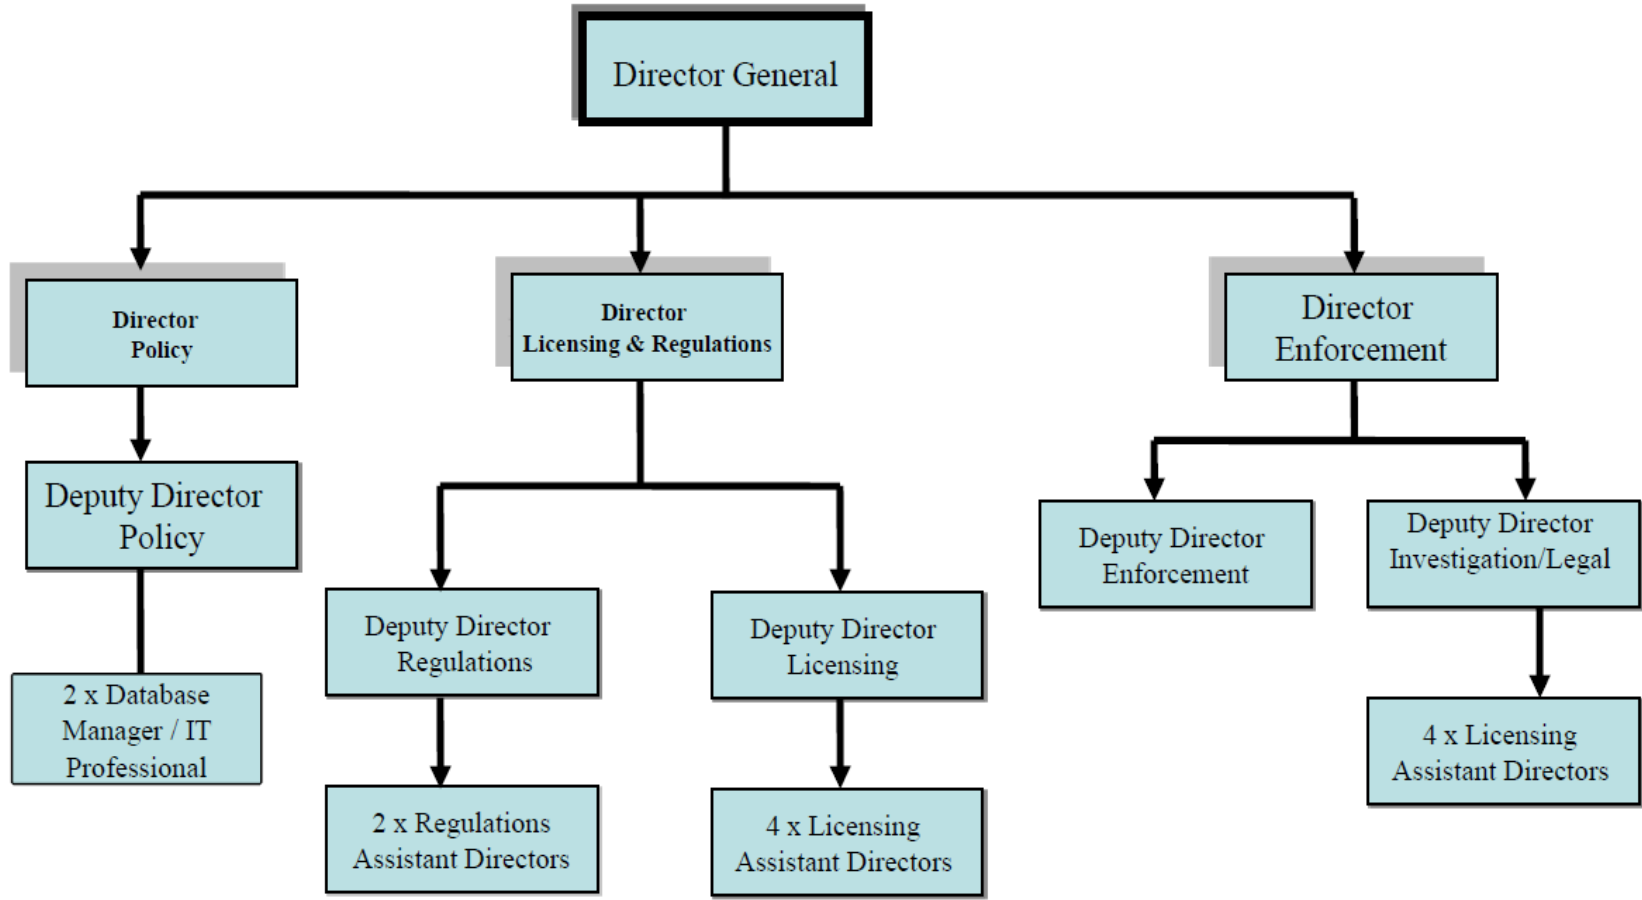 Director General
Director
Policy
Director
Licensing & Regulations
Director
Enforcement
Deputy Director
Policy
Deputy Director
Enforcement
Deputy Director
Investigation/Legal
Deputy Director
Regulations
Deputy Director
Licensing
2 x Database
Manager / IT
Professional
4 x Licensing
Assistant Directors
2 x Regulations
Assistant Directors
4 x Licensing
Assistant Directors